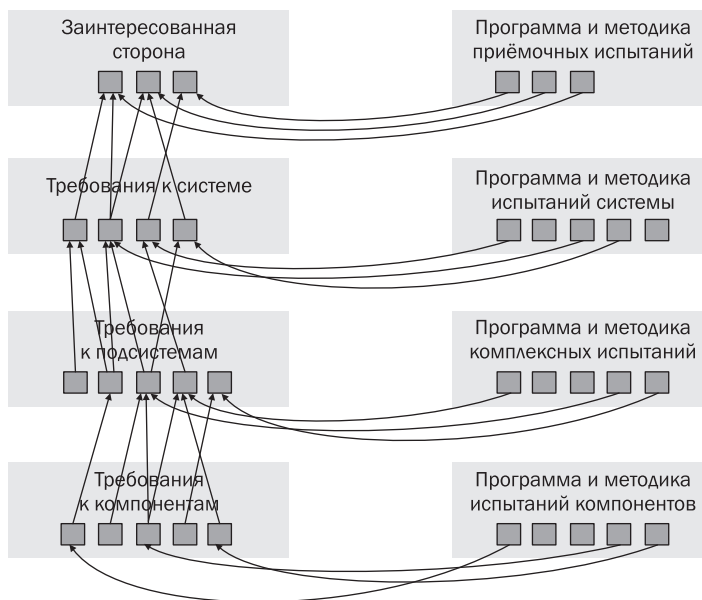 Заинтересованная
сторона
Программа и методика
приёмочных испытаний
Требования к системе
Программа и методика
испытаний системы
Требования
к подсистемам
Программа и методика
комплексных испытаний
Требования
к компонентам
Программа и методика
испытаний компонентов